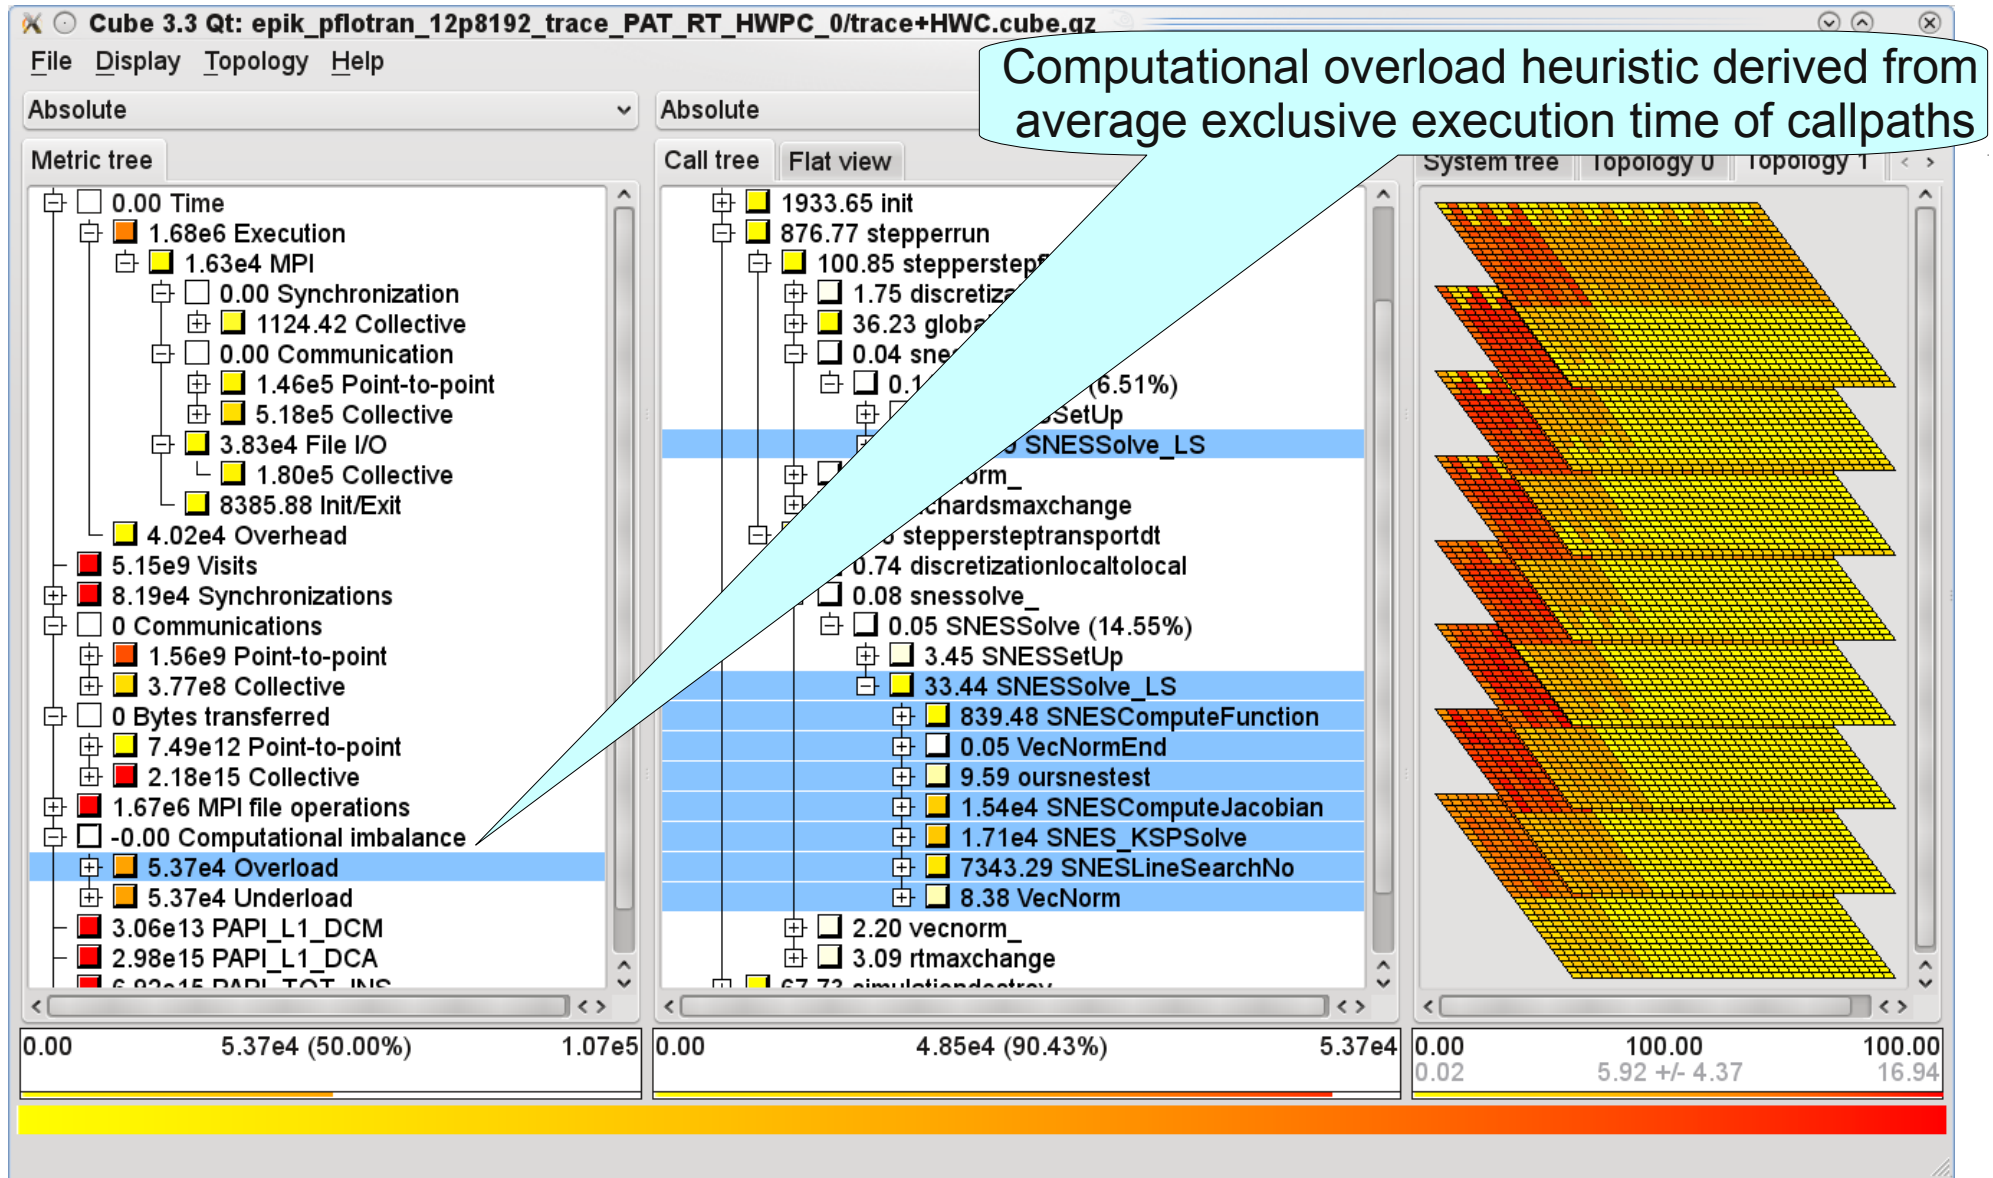 Cube 3.3 Qt: epik_pflotran_12p8192_trace_PAT_RT_HWPC_0/trace+HWC.cube.gz
File Display Topology Help
Computational overload heuristic derived from
average exclusive execution time of callpaths
Absolute
Absolute
Metric tree
0.00 Time
1.68e6 Execution
1.63e4 MPI
0.00 Synchronization
1124.42 Collective
0.00 Communication
1.46e5 Point-to-point
5.18e5 Collective
3.83e4 File I/O
1.80e5 Collective
8385.88 Init/Exit
4.02e4 Overhead
5.15e9 Visits
8.19e4 Synchronizations
0 Communications
1.56e9 Point-to-point
3.77e8 Collective
0 Bytes transferred
7.49e12 Point-to-point
2.18e15 Collective
1.67e6 MPI file operations
-0.00 Computational imbalance
5.37e4 Overload
5.37e4 Underload
3.06e13 PAPI_L1_DCM
2.98e15 PAPI_L1_DCA
6.92e15 PAPI_TOT_INS
0.00 5.37e4 (50.00%) 1.07e5
Call tree Flat view
1933.65 init
876.77 stepperrun
100.85
1.75
36.23
0.04
(6.51%)
SNESSolve_LS
steppersteptransportdt
0.74 discretizationlocaltolocal
0.08 snessolve_
0.05 SNESSolve (14.55%)
3.45 SNESSetUp
33.44 SNESSolve_LS
839.48 SNESComputeFunction
0.05 VecNormEnd
9.59 oursnestest
1.54e4 SNESComputeJacobian
1.71e4 SNES_KSPSolve
7343.29 SNESLineSearchNo
8.38 VecNorm
2.20 vecnorm_
3.09 rtmaxchange
67.73 simulationdestroy
0.00 4.85e4 (90.43%) 5.37e4
System tree Topology 0 Topology 1
0.00 100.00 100.00
0.02 5.92 +/- 4.37 16.94